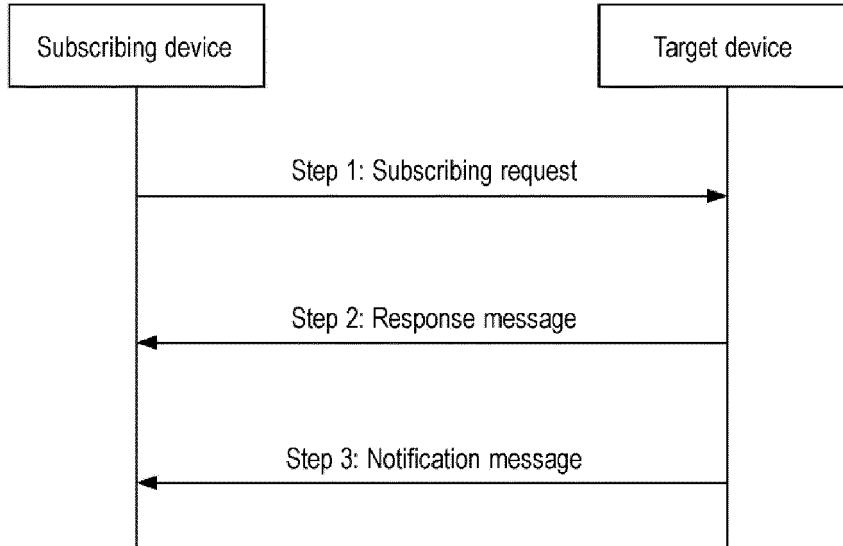 Subscribing device
Target device
Step 1: Subscribing request
Step 2: Response message
Step 3: Notification message